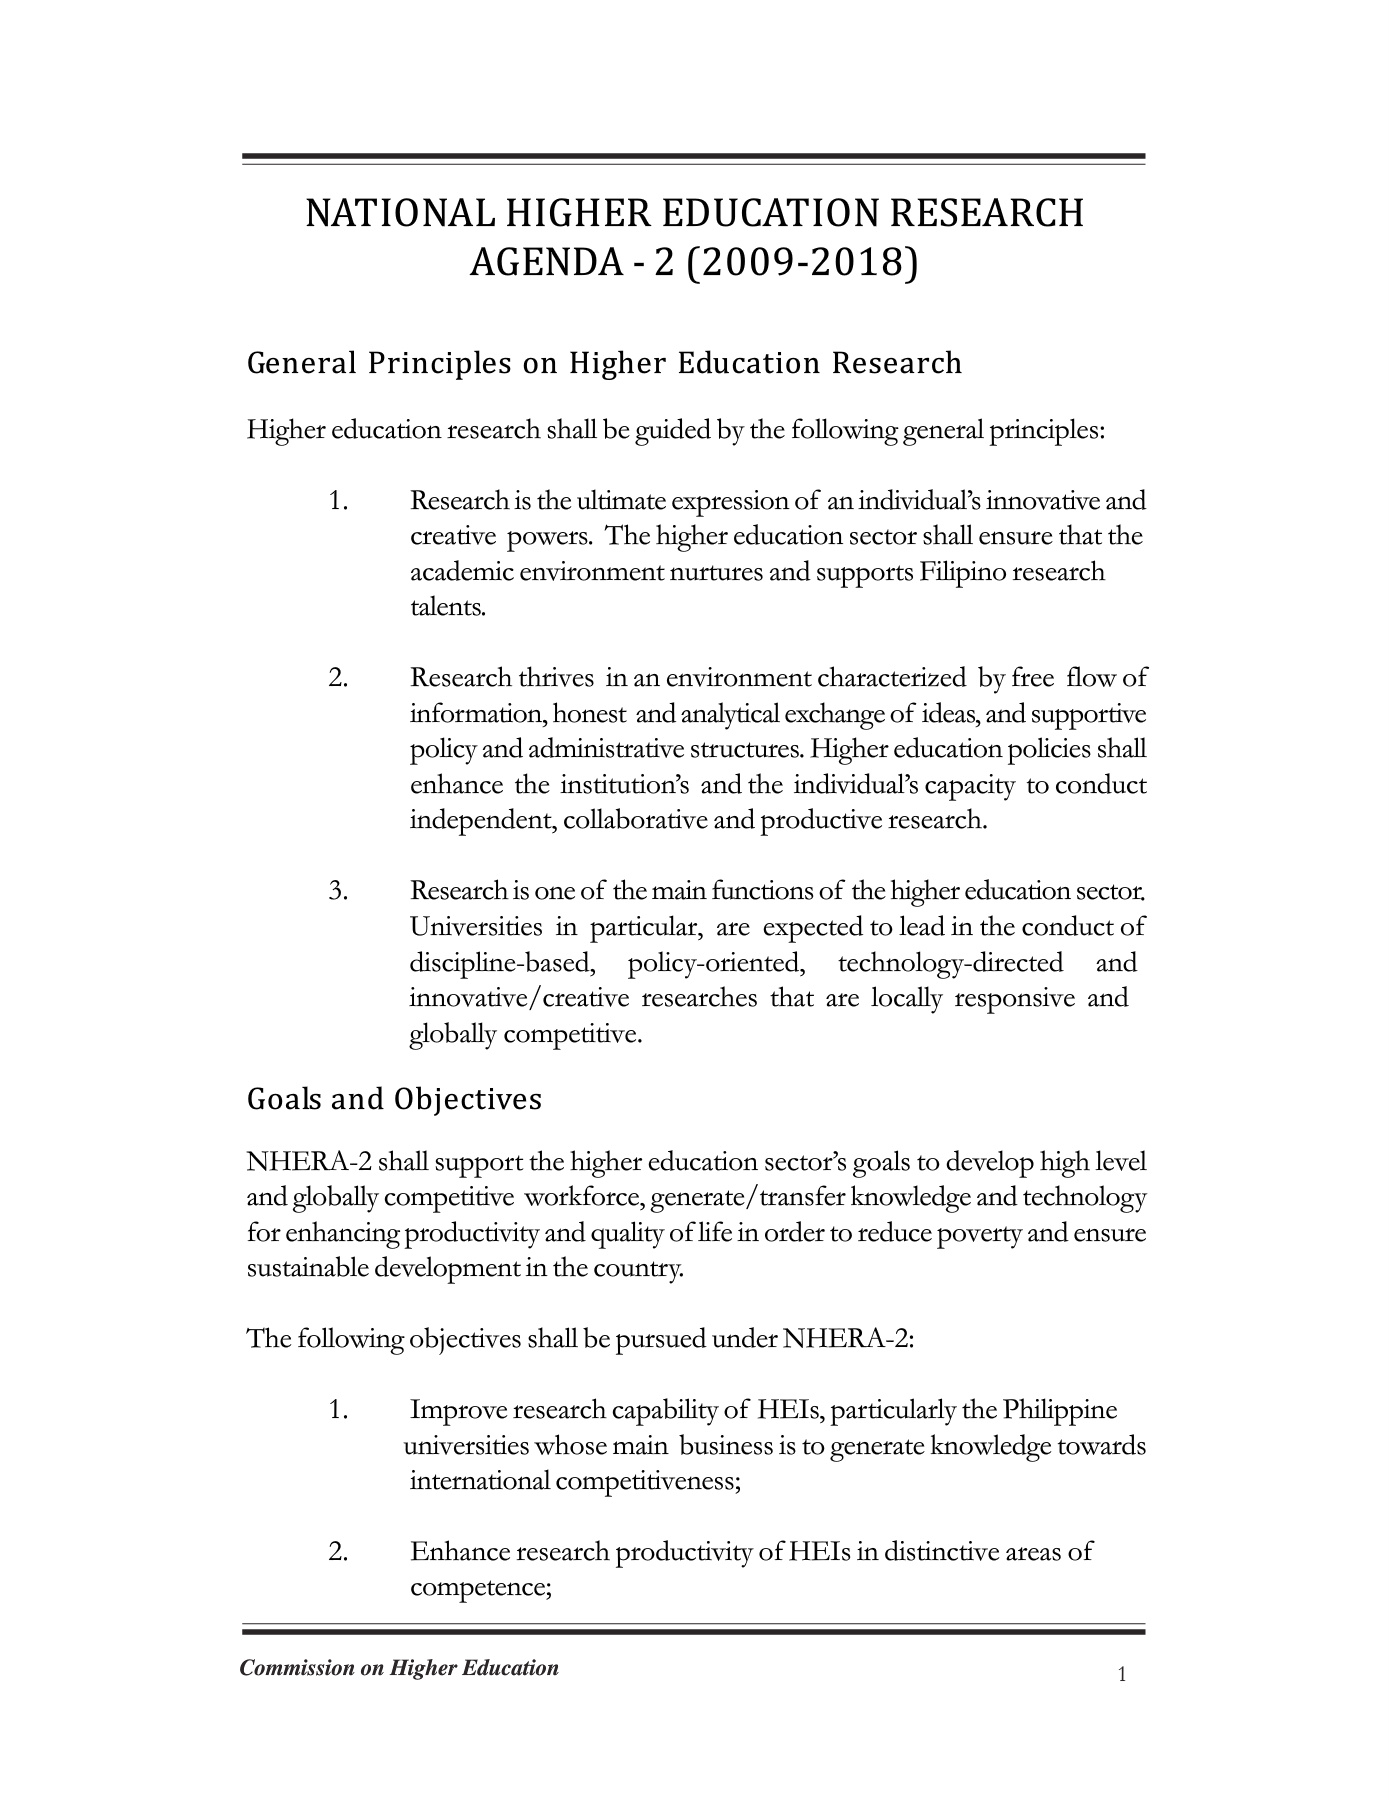 NATIONAL HIGHER EDUCATION RESEARCH
AGENDA - 2 (2009-2018)
General Principles on Higher Education Research
Higher education research shall be guided by the following general principles:
1. Research is the ultimate expression of an individual's innovative and
creative powers. The higher education sector shall ensure that the
academic environment nurtures and supports Filipino research
talents.
2. Research thrives in an environment characterized by free flow of
information, honest and analytical exchange of ideas, and supportive
policy and administrative structures. Higher education policies shall
enhance the institution's and the individual's capacity to conduct
independent, collaborative and productive research.
3. Research is one of the main functions of the higher education sector.
Universities in particular, are expected to lead in the conduct of
discipline-based, policy-oriented, technology-directed and
innovative/creative researches that are locally responsive and
globally competitive.
Goals and Objectives
NHERA-2 shall support the higher education sector's goals to develop high level
and globally competitive workforce, generate/transfer knowledge and technology
for enhancing productivity and quality of life in order to reduce poverty and ensure
sustainable development in the country.
The following objectives shall be pursued under NHERA-2:
1. Improve research capability of HEIs, particularly the Philippine
universities whose main business is to generate knowledge towards
international competitiveness;
2. Enhance research productivity of HEIs in distinctive areas of
competence;
Commission on Higher Education
1